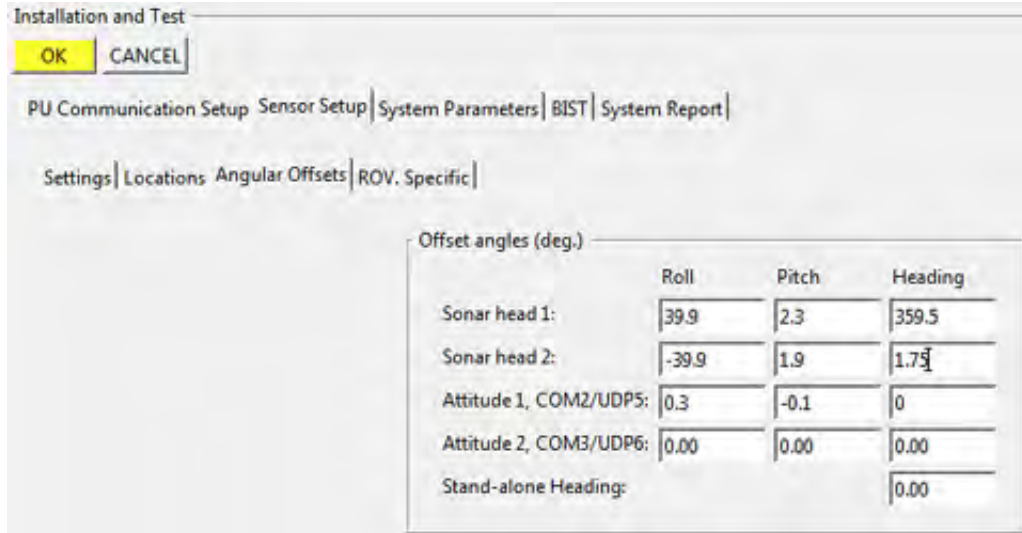 Installation and Test
OK CANCEL
PU Communication Setup Sensor Setup System Parameters BIST System Report
Settings Locations Angular Offsets ROV. Specific
Offset angles (deg.)
Roll Pitch Heading
Sonar head 1: 39.9 2.3 359.5
Sonar head 2: -39.9 1.9 1.75
Attitude 1, COM2/UDP5: 0.3 -0.1 0
Attitude 2, COM3/UDP6: 0.00 0.00 0.00
Stand-alone Heading: 0.00